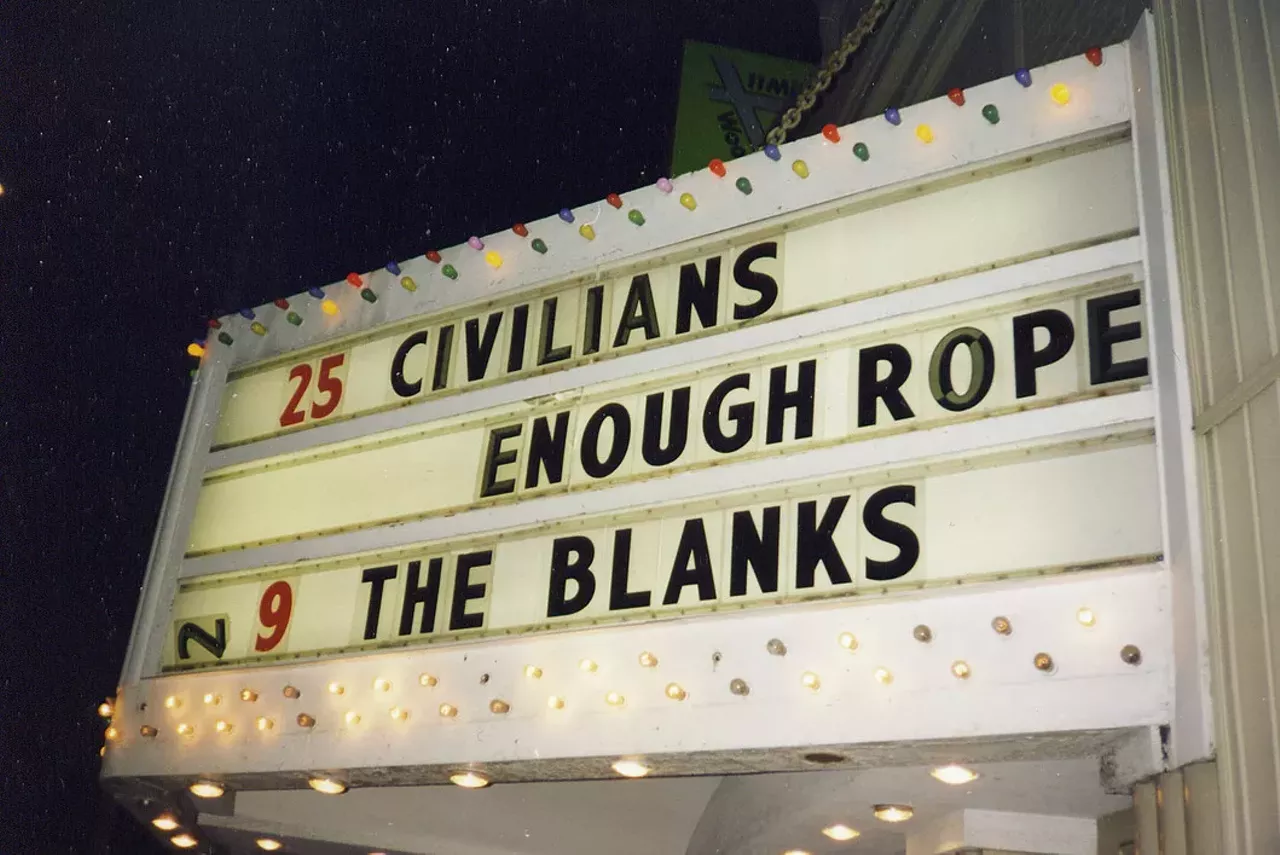 25 CIVILIANS
ENOUGH ROPE
29 THE BLANKS